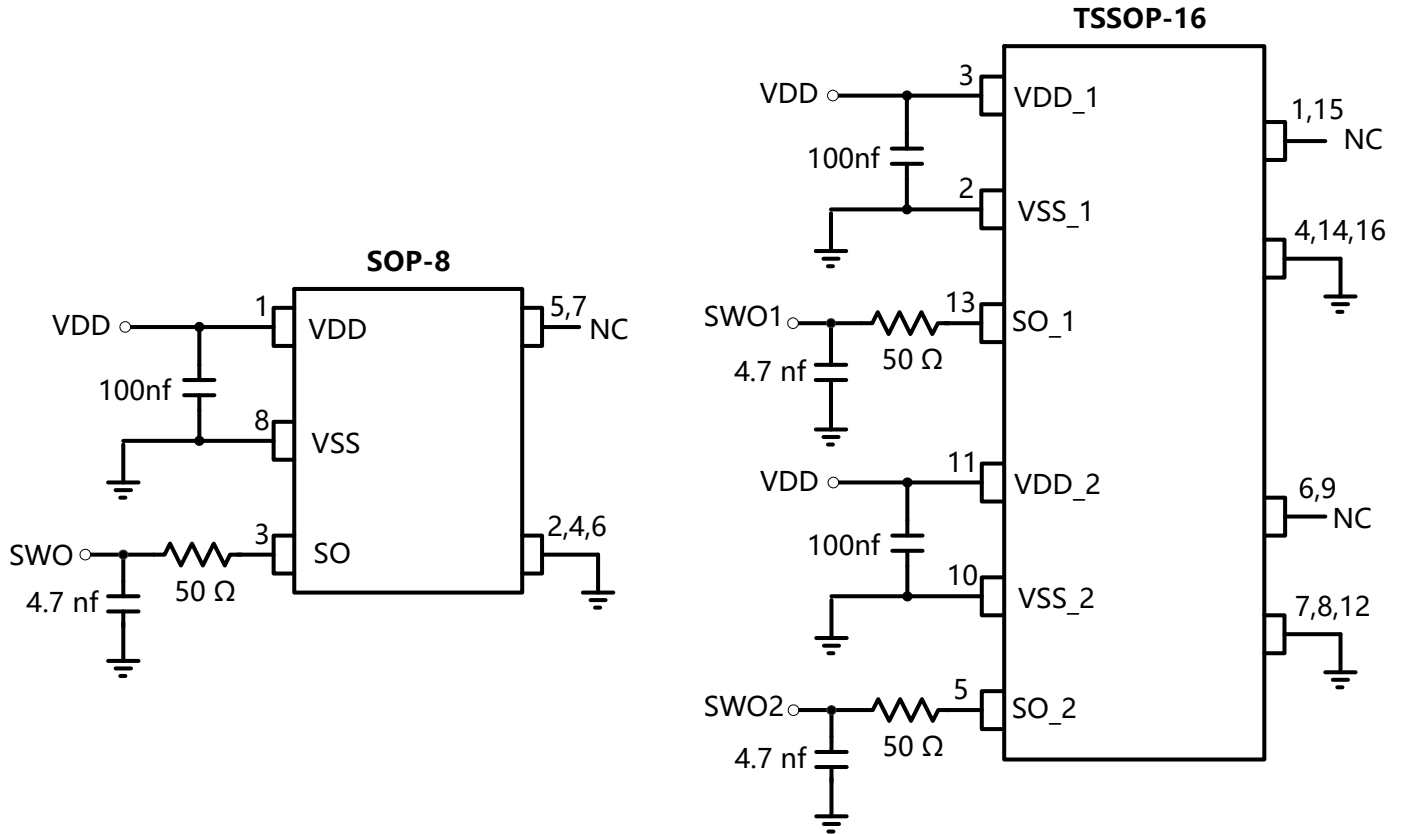 SOP-8
1
VDD
VDD
5,7
NC
100nf
8
VSS
3
SWO
SO
2,4,6
50 Ω
4.7 nf
TSSOP-16
3
VDD
VDD_1
1,15
NC
100nf
2
VSS_1
4,14,16
13
SWO1
SO_1
50 Ω
4.7 nf
11
VDD
VDD_2
6,9
NC
100nf
10
VSS_2
7,8,12
5
SWO2
SO_2
50 Ω
4.7 nf